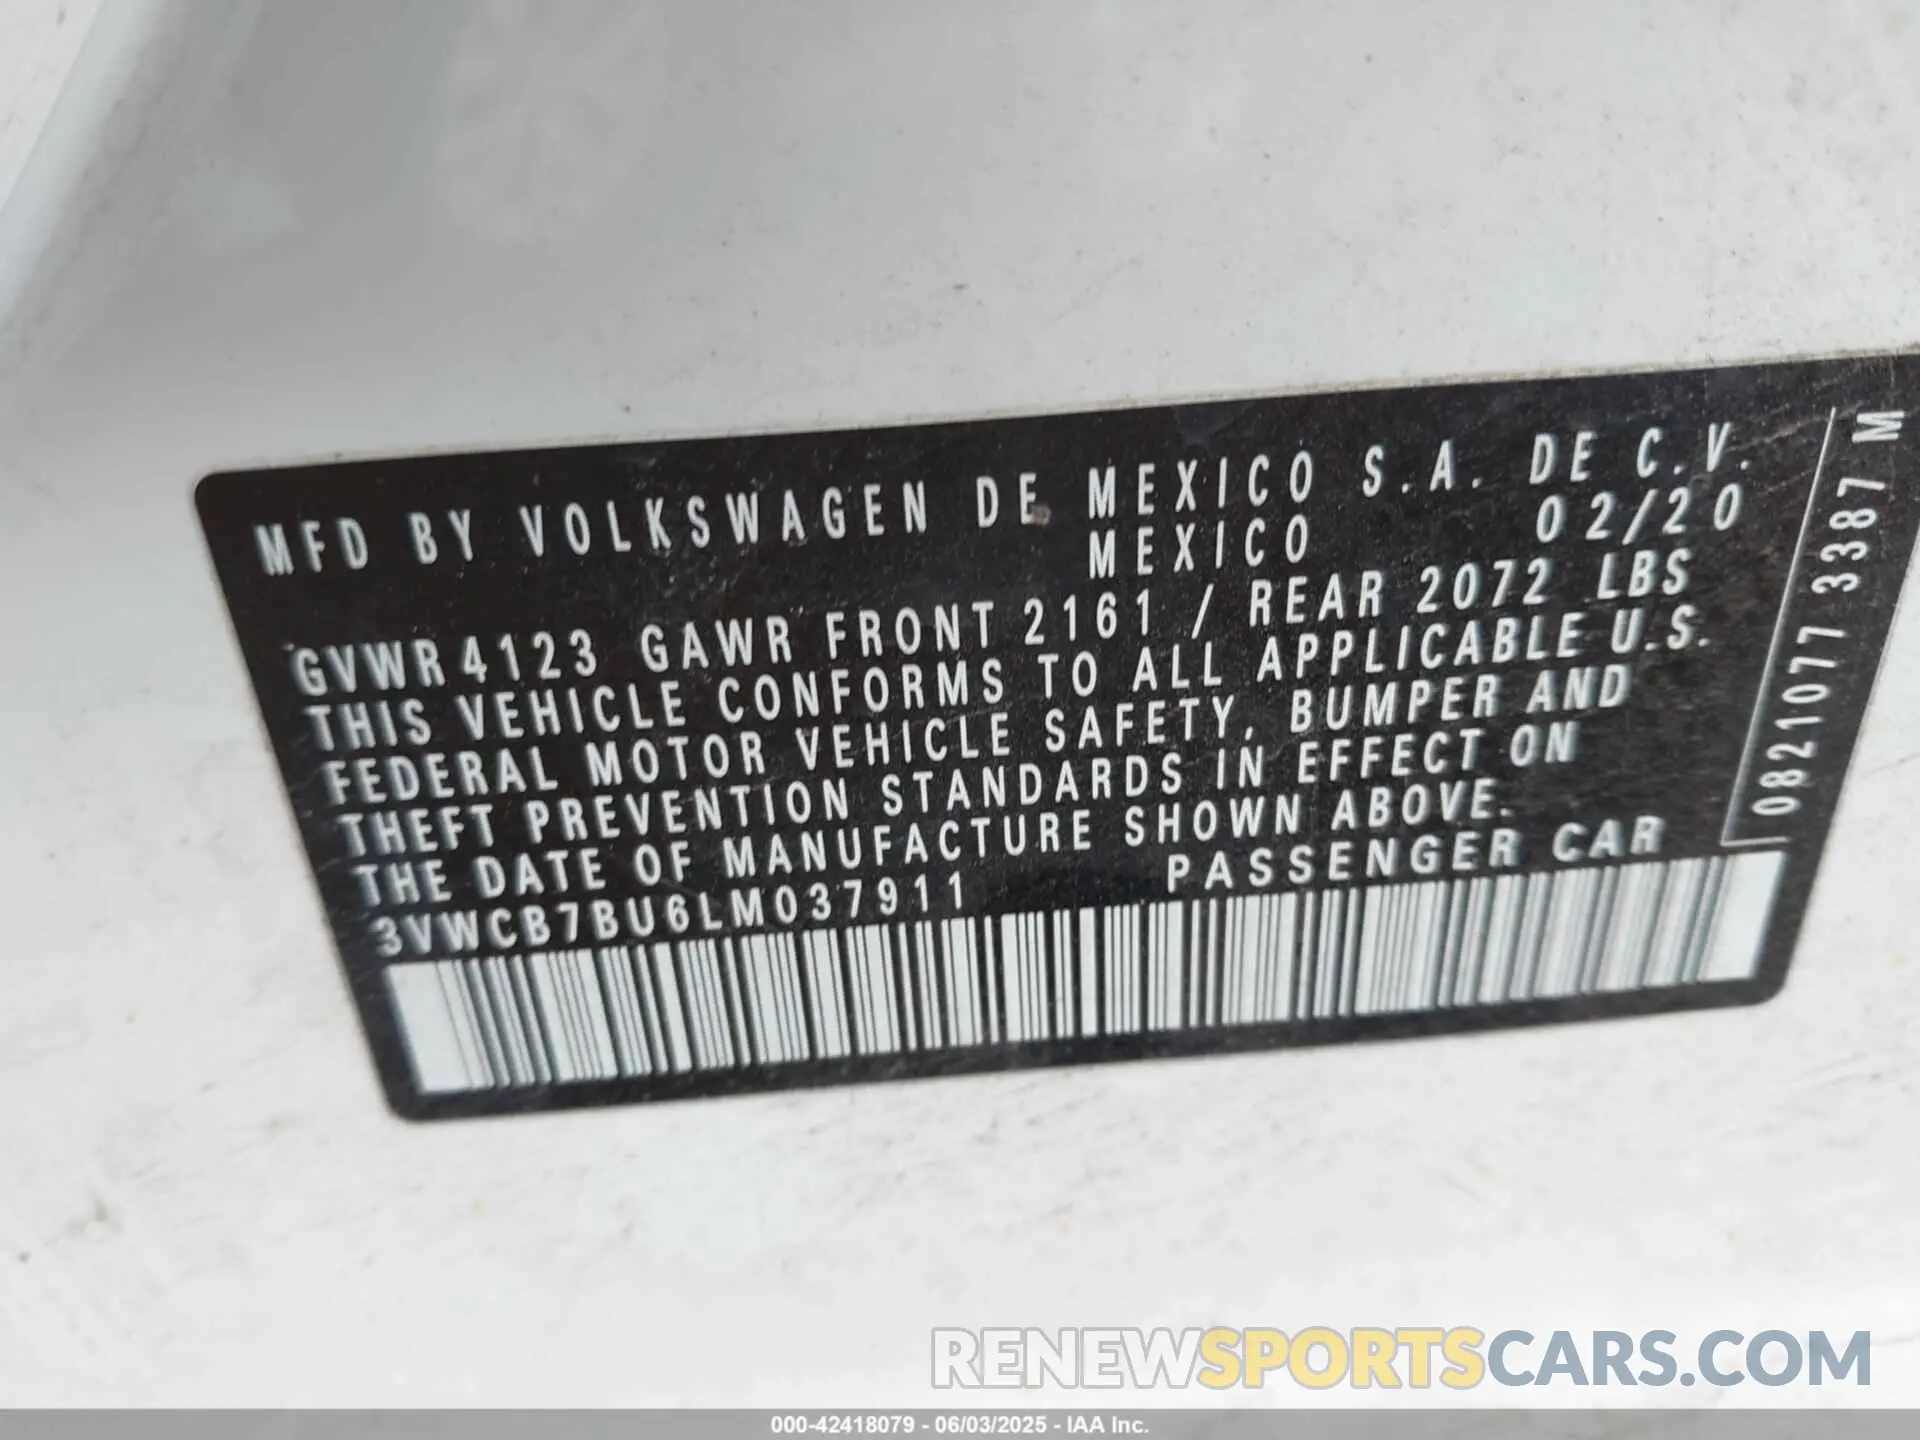 MFD BY VOLKSWAGEN DE MEXICO S.A. DE C.V.
MEXICO 02/20
GVWR 4123 GAWR FRONT 2161 / REAR 2072 LBS
THIS VEHICLE CONFORMS TO ALL APPLICABLE U.S.
FEDERAL MOTOR VEHICLE SAFETY, BUMPER AND
THEFT PREVENTION STANDARDS IN EFFECT ON
THE DATE OF MANUFACTURE SHOWN ABOVE.
3VWCB7BU6LM037911 PASSENGER CAR
0821077 3387 M
RENEWSPORTSCARS.COM
000-42418079 - 06/03/2025 - IAA Inc.